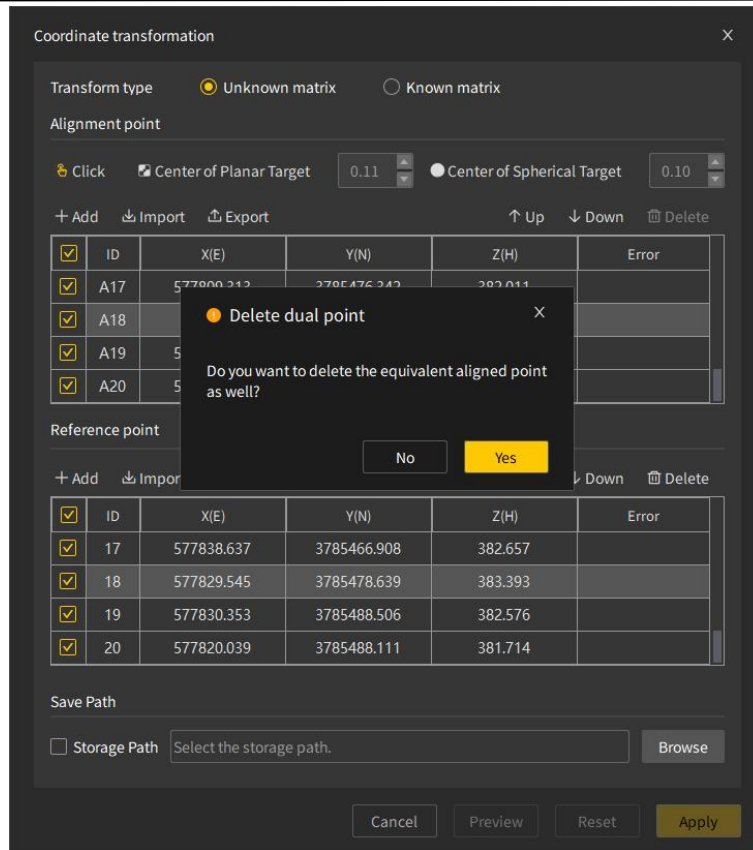 Coordinate transformation X
Transform type Unknown matrix Known matrix
Alignment point
Click Center of Planar Target 0.11 Center of Spherical Target 0.10
+ Add Import Export ↑ Up ↓ Down Delete
ID X(E) Y(N) Z(H) Error
A17
A18
A19 5
A20 5
Delete dual point X
Do you want to delete the equivalent aligned point
as well?
No Yes
Reference point
+ Add Impor Down Delete
ID X(E) Y(N) Z(H) Error
17 577838.637 3785466.908 382.657
18 577829.545 3785478.639 383.393
19 577830.353 3785488.506 382.576
20 577820.039 3785488.111 381.714
Save Path
Storage Path Select the storage path. Browse
Cancel Preview Reset Apply